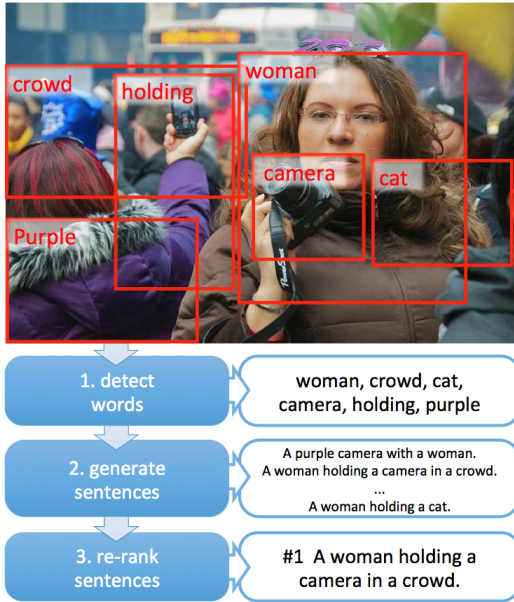 crowd
holding
woman
camera
cat
Purple
PowerShot
1. detect
words
woman, crowd, cat,
camera, holding, purple
2. generate
sentences
A purple camera with a woman.
A woman holding a camera in a crowd.
...
A woman holding a cat.
3. re-rank
sentences
#1 A woman holding a
camera in a crowd.